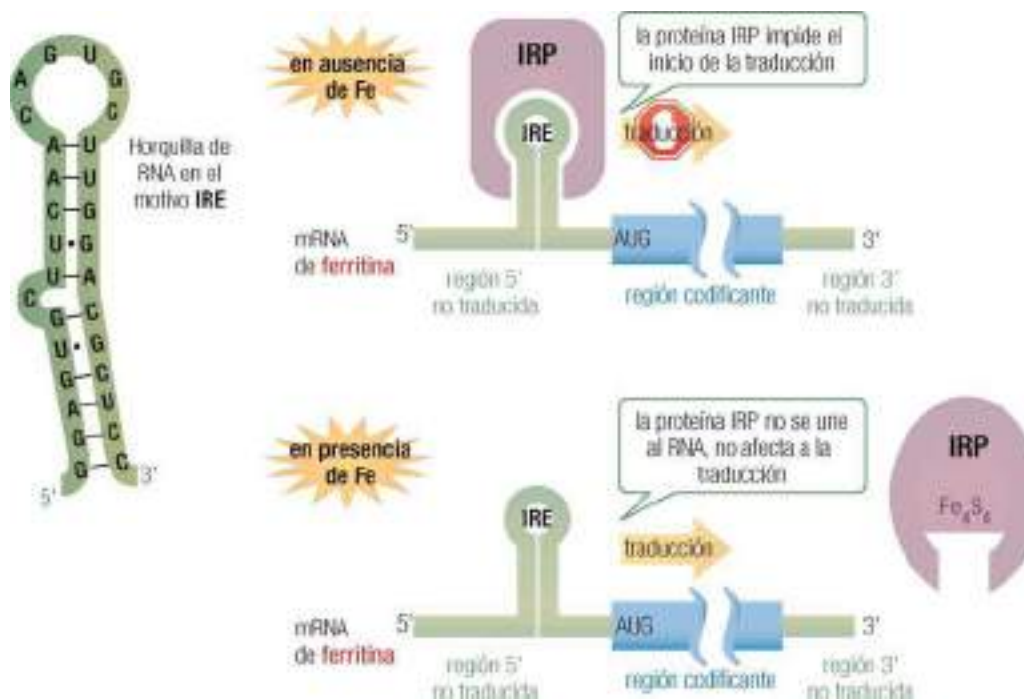 A C A G U G C
A U
A U
C G
U G
U A
C
G C
U G
G C
A U
G C
G C
5' 3'
Horquilla de
RNA en el
motivo IRE
en ausencia
de Fe
IRP
IRE
la proteína IRP impide el
inicio de la traducción
traducción
mRNA
de ferritina
5'
AUG
3'
región 5'
no traducida
región codificante
región 3'
no traducida
en presencia
de Fe
IRE
la proteína IRP no se une
al RNA, no afecta a la
traducción
traducción
IRP
mRNA
de ferritina
5'
AUG
3'
región 5'
no traducida
región codificante
región 3'
no traducida